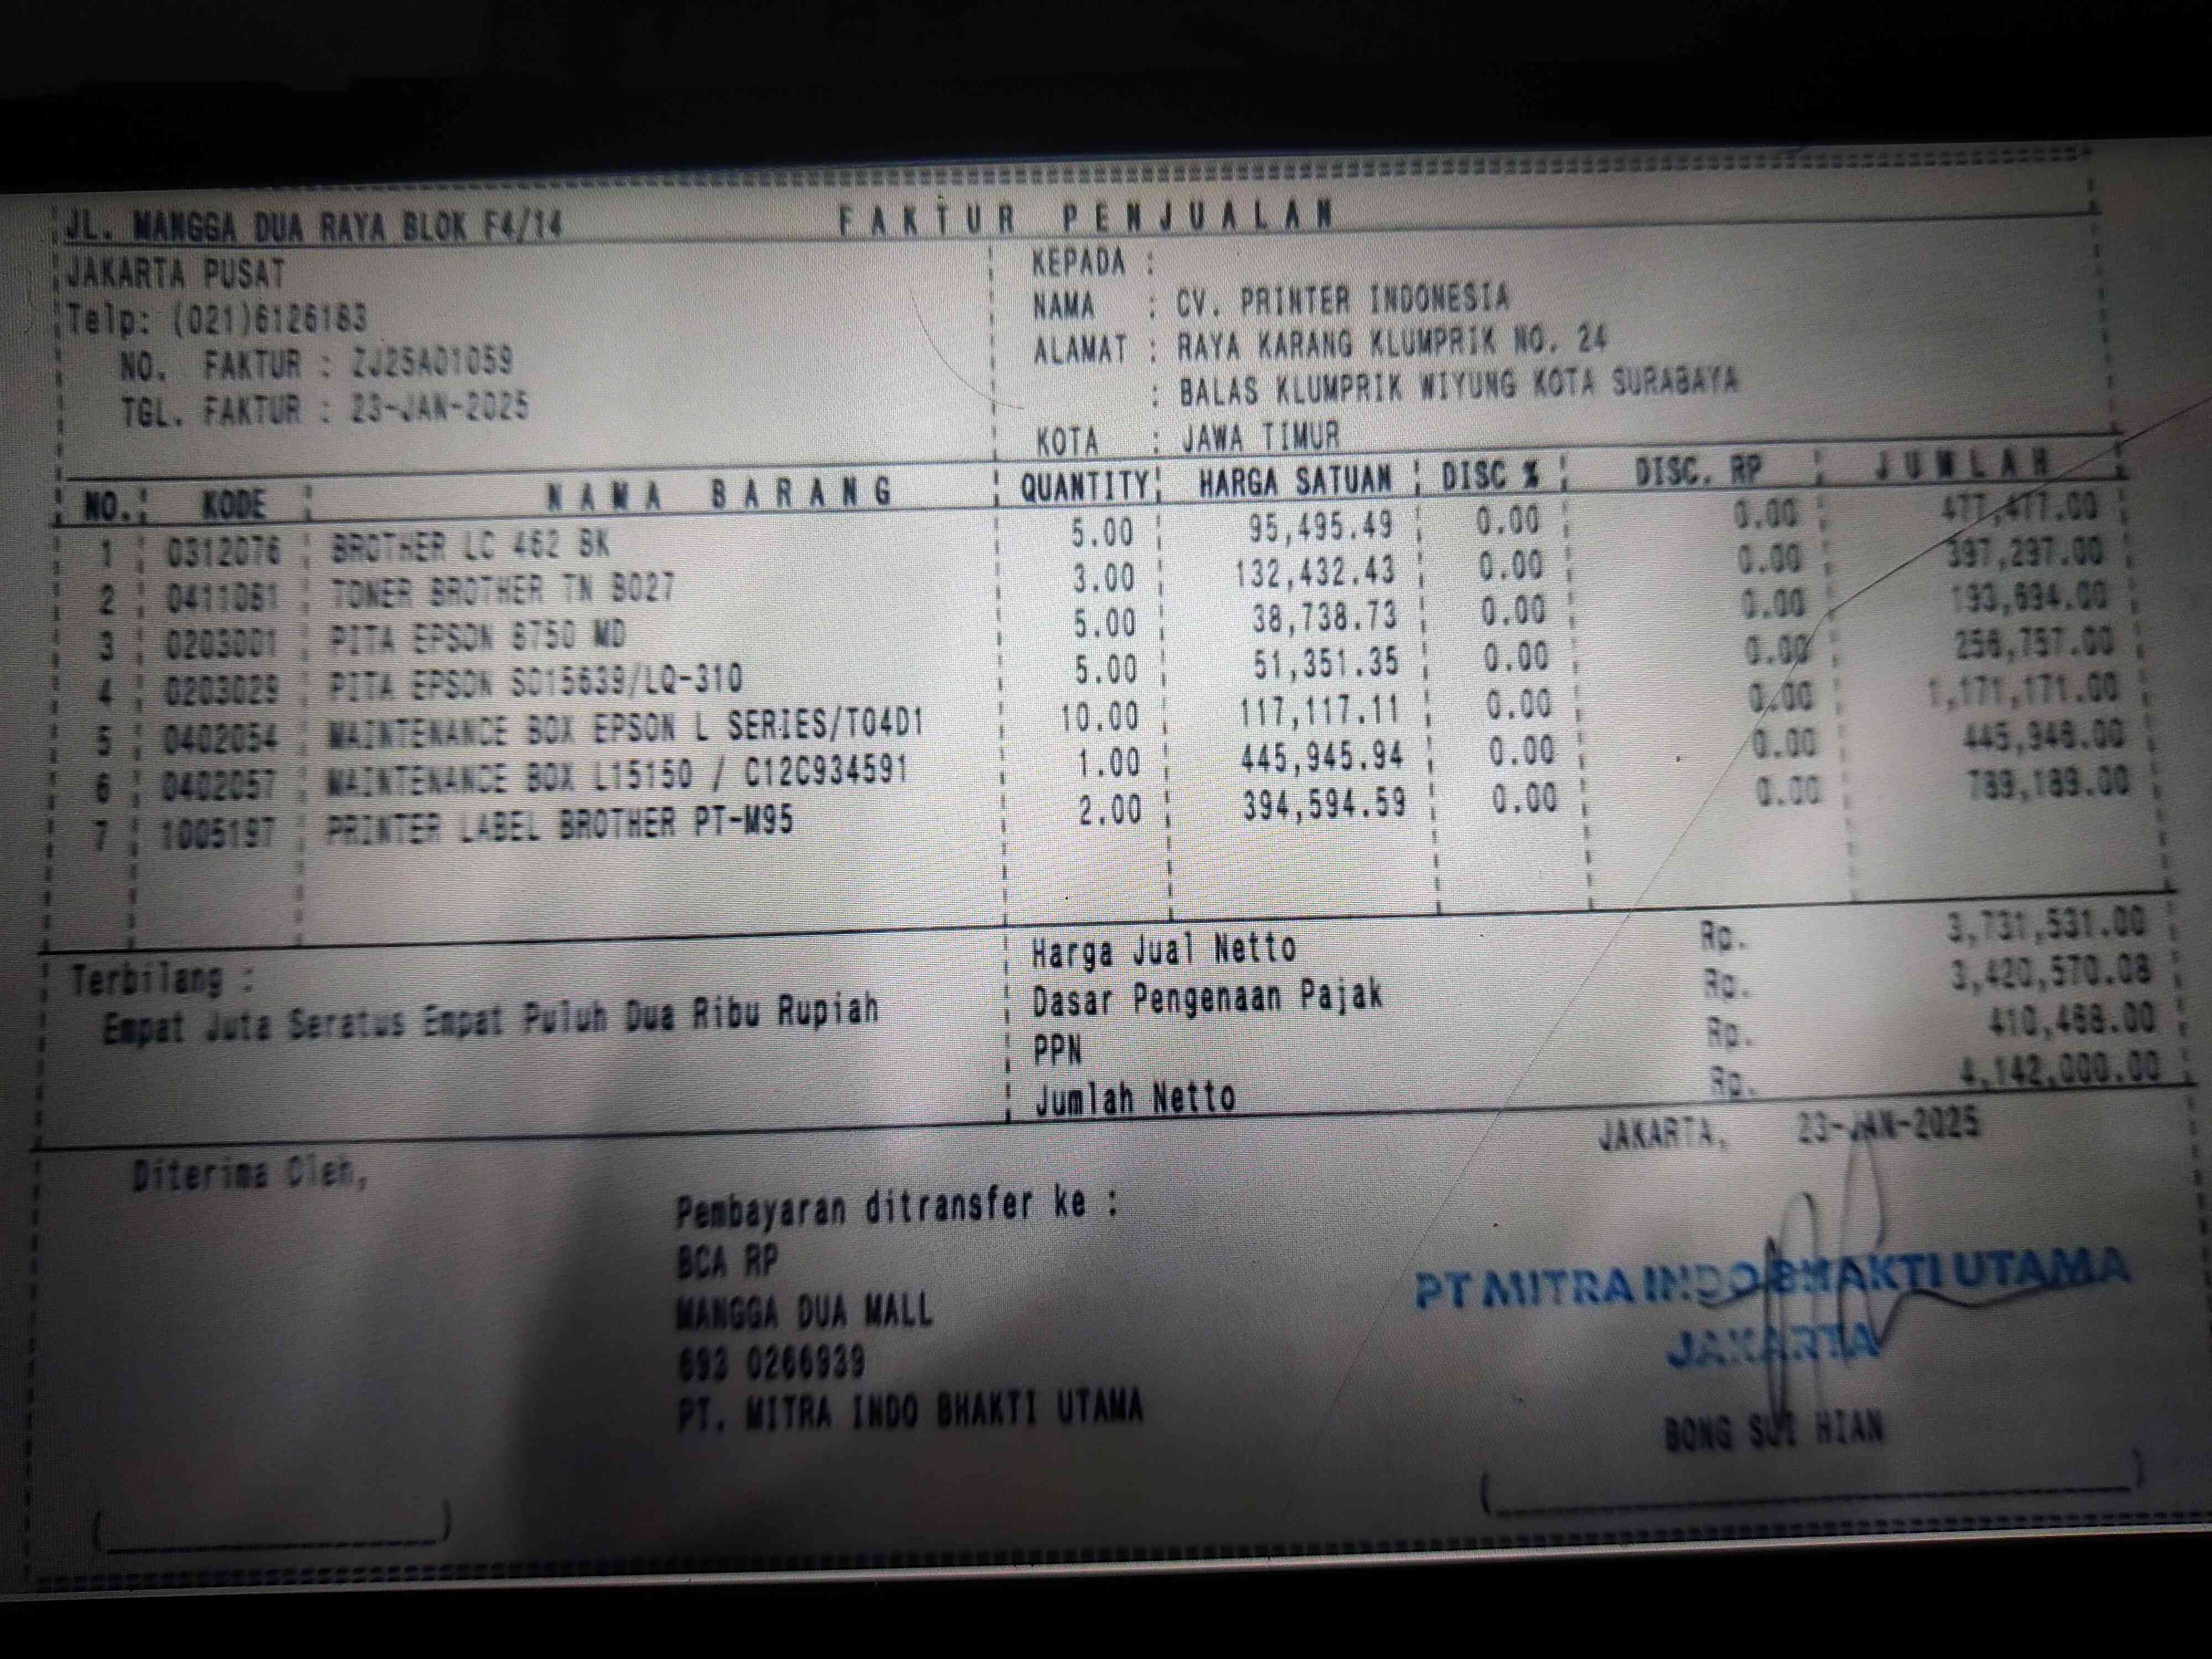 JL. MANGGA DUA RAYA BLOK F4/14 FAKTUR PENJUALAN
JAKARTA PUSAT
Telp: (021)6126183
NO. FAKTUR : ZJ25A01059
TGL. FAKTUR : 23-JAN-2025
KEPADA :
NAMA : CV. PRINTER INDONESIA
ALAMAT : RAYA KARANG KLUMPRIK NO. 24
: BALAS KLUMPRIK WIYUNG KOTA SURABAYA
KOTA : JAWA TIMUR
NO. KODE NAMA BARANG QUANTITY HARGA SATUAN DISC % DISC. RP JUMLAH
1 0312076 BROTHER LC 462 BK 5.00 95,495.49 0.00 0.00 477,477.00
2 0411061 TONER BROTHER TN B027 3.00 132,432.43 0.00 0.00 397,297.00
3 0203001 PITA EPSON 8750 MD 5.00 38,738.73 0.00 0.00 193,694.00
4 0203029 PITA EPSON SO15639/LQ-310 5.00 51,351.35 0.00 0.00 256,757.00
5 0402054 MAINTENANCE BOX EPSON L SERIES/T04D1 10.00 117,117.11 0.00 0.00 1,171,171.00
6 0402057 MAINTENANCE BOX L15150 / C12C934591 1.00 445,945.94 0.00 0.00 445,946.00
7 1005197 PRINTER LABEL BROTHER PT-M95 2.00 394,594.59 0.00 0.00 789,189.00
Terbilang :
Empat Juta Seratus Empat Puluh Dua Ribu Rupiah
Harga Jual Netto Rp. 3,731,531.00
Dasar Pengenaan Pajak Rp. 3,420,570.08
PPN Rp. 410,468.00
Jumlah Netto Rp. 4,142,000.00
JAKARTA, 23-JAN-2025
Diterima Oleh,
Pembayaran ditransfer ke :
BCA RP
MANGGA DUA MALL
693 0266939
PT. MITRA INDO BHAKTI UTAMA
PT MITRA INDO BHAKTI UTAMA
JAKARTA
BONG SUI HIAN